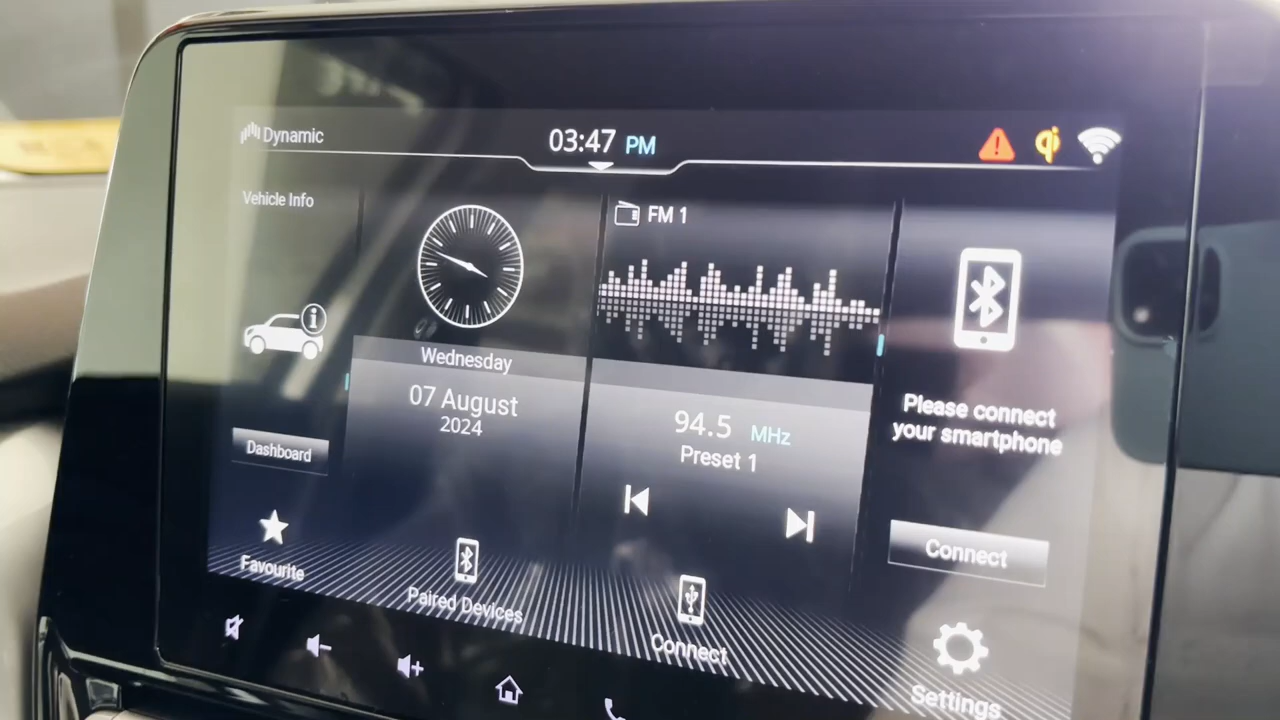 Dynamic
03:47 PM
Vehicle Info
FM 1
Wednesday
07 August
2024
94.5 MHz
Preset 1
Please connect
your smartphone
Dashboard
Connect
Favourite
Paired Devices
Connect
Settings